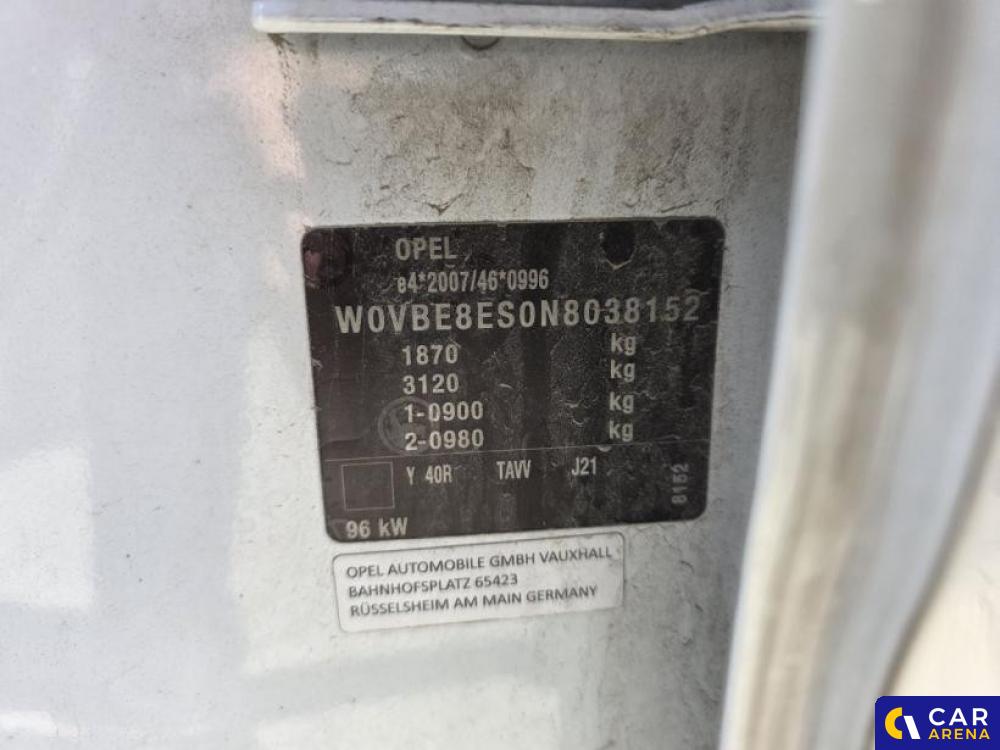 OPEL
e4*2007/46*0996
W0VBE8ES0N8038152
1870 kg
3120 kg
1-0900 kg
2-0980 kg
Y 40R TAVV J21
8152
96 kW
OPEL AUTOMOBILE GMBH VAUXHALL
BAHNHOFSPLATZ 65423
RÜSSELSHEIM AM MAIN GERMANY
CAR
ARENA